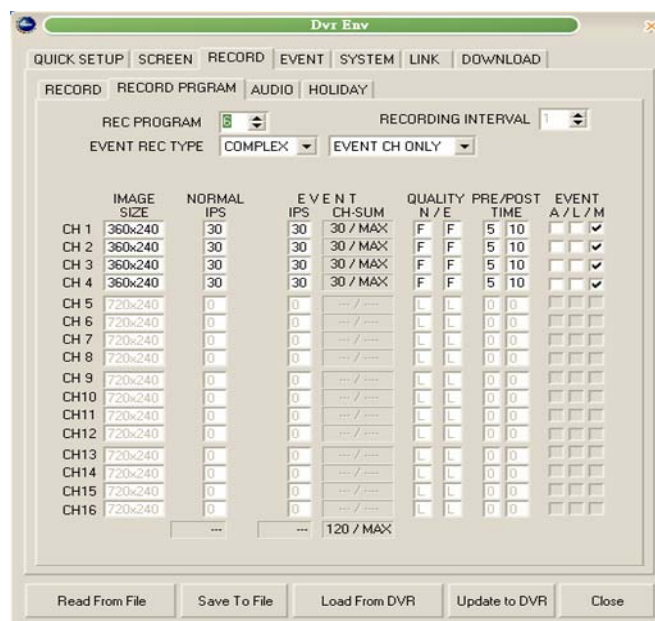 Dvr Env
QUICK SETUP SCREEN RECORD EVENT SYSTEM LINK DOWNLOAD
RECORD RECORD PRGRAM AUDIO HOLIDAY
REC PROGRAM 6 RECORDING INTERVAL 1
EVENT REC TYPE COMPLEX EVENT CH ONLY
IMAGE NORMAL E V E N T QUALITY PRE/POST EVENT
SIZE IPS IPS CH-SUM N / E TIME A / L / M
CH 1 360x240 30 30 30 / MAX F F 5 10
CH 2 360x240 30 30 30 / MAX F F 5 10
CH 3 360x240 30 30 30 / MAX F F 5 10
CH 4 360x240 30 30 30 / MAX F F 5 10
CH 5 720x240 0 0 --- / ---- L L 0 0
CH 6 720x240 0 0 --- / ---- L L 0 0
CH 7 720x240 0 0 --- / ---- L L 0 0
CH 8 720x240 0 0 --- / ---- L L 0 0
CH 9 720x240 0 0 --- / ---- L L 0 0
CH10 720x240 0 0 --- / ---- L L 0 0
CH11 720x240 0 0 --- / ---- L L 0 0
CH12 720x240 0 0 --- / ---- L L 0 0
CH13 720x240 0 0 --- / ---- L L 0 0
CH14 720x240 0 0 --- / ---- L L 0 0
CH15 720x240 0 0 --- / ---- L L 0 0
CH16 720x240 0 0 --- / ---- L L 0 0
--- --- 120 / MAX
Read From File Save To File Load From DVR Update to DVR Close